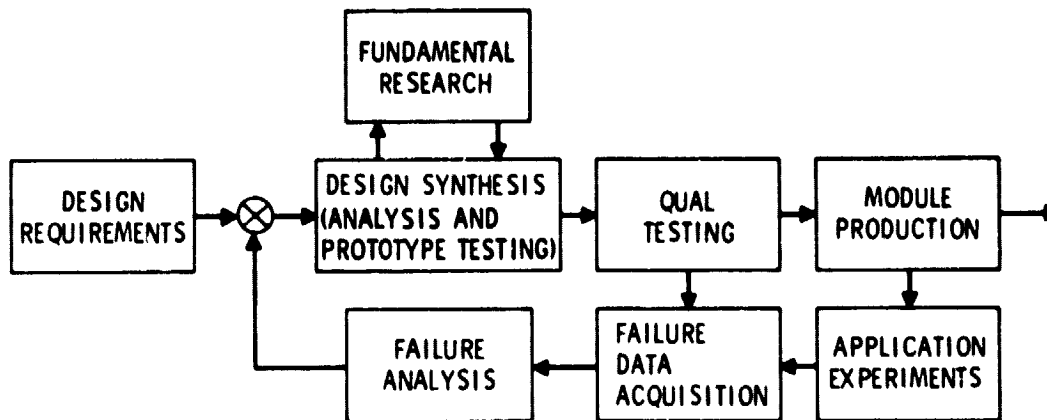 FUNDAMENTAL
RESEARCH
DESIGN
REQUIREMENTS
DESIGN SYNTHESIS
(ANALYSIS AND
PROTOTYPE TESTING)
QUAL
TESTING
MODULE
PRODUCTION
FAILURE
ANALYSIS
FAILURE
DATA
ACQUISITION
APPLICATION
EXPERIMENTS